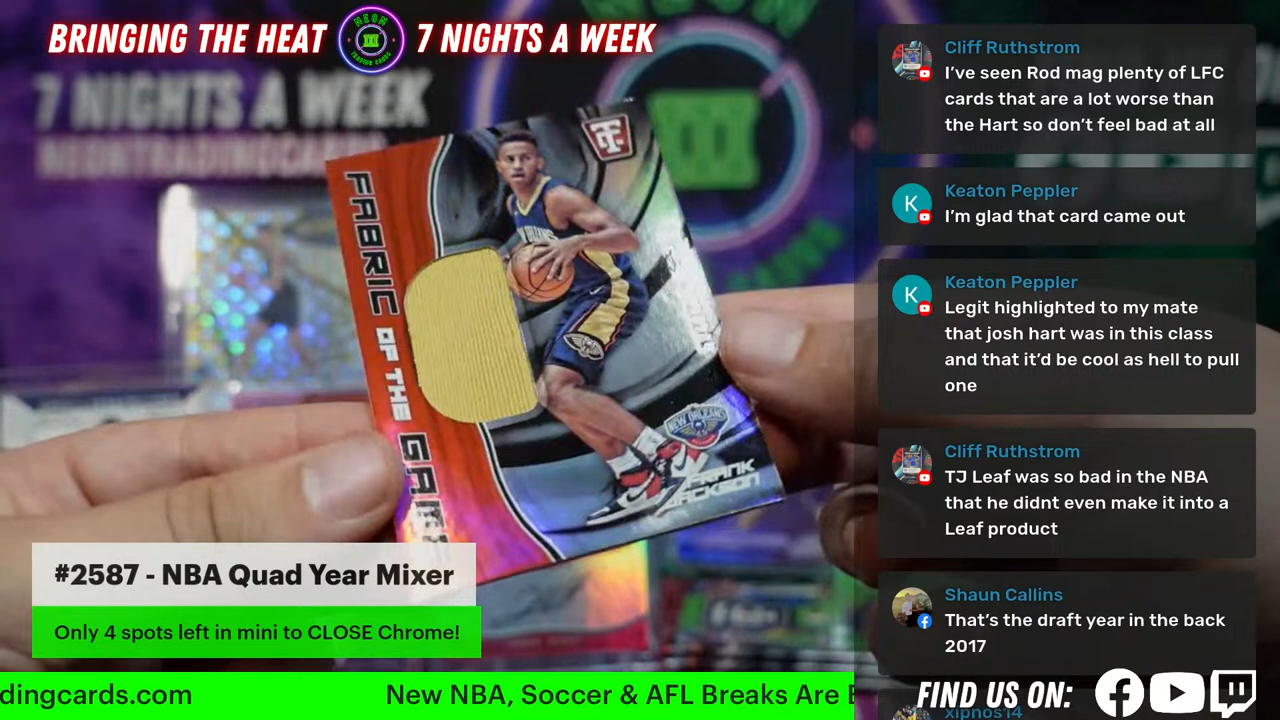 BRINGING THE HEAT
NEON
TRADING CARDS
7 NIGHTS A WEEK
7 NIGHTS A WEEK
FABRIC OF THE GAME
NEW ORLEANS
FRANK
JACKSON
#2587 - NBA Quad Year Mixer
Only 4 spots left in mini to CLOSE Chrome!
dingcards.com
New NBA, Soccer & AFL Breaks Are
Cliff Ruthstrom
I’ve seen Rod mag plenty of LFC
cards that are a lot worse than
the Hart so don’t feel bad at all
K
Keaton Peppler
I’m glad that card came out
K
Keaton Peppler
Legit highlighted to my mate
that josh hart was in this class
and that it’d be cool as hell to pull
one
Cliff Ruthstrom
TJ Leaf was so bad in the NBA
that he didnt even make it into a
Leaf product
Shaun Callins
That’s the draft year in the back
2017
xipnos14
FIND US ON: